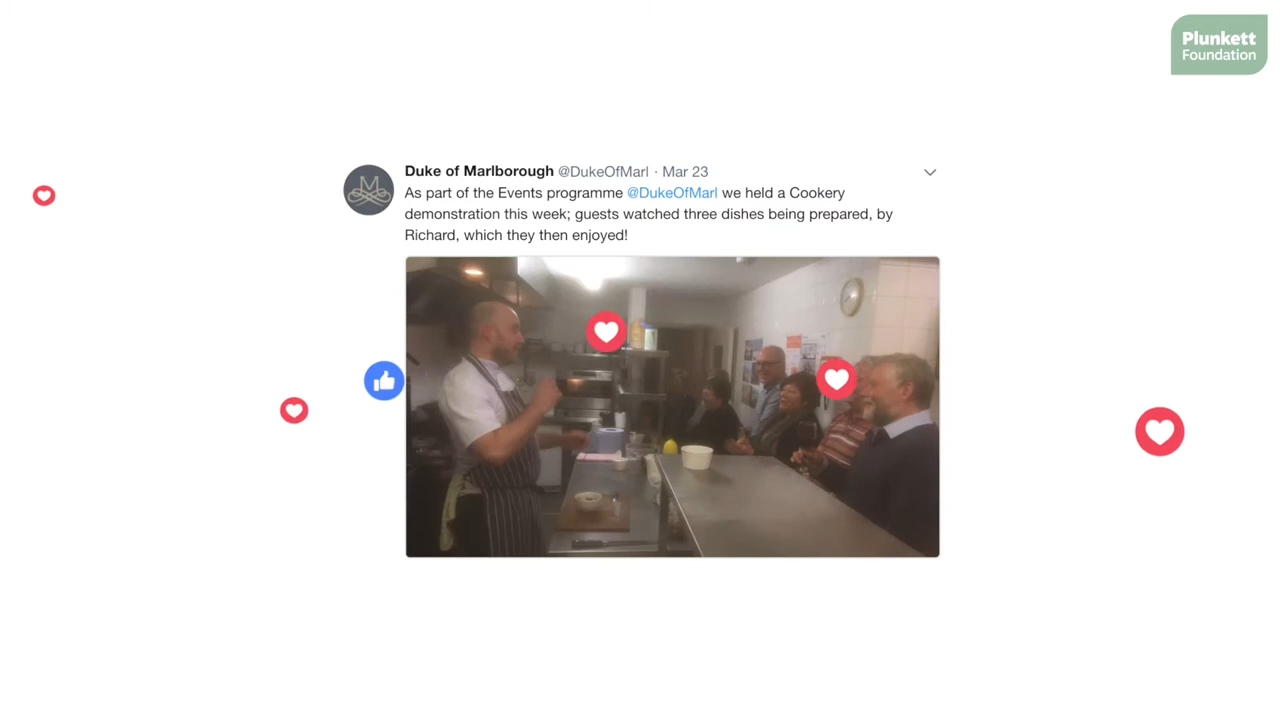 Plunkett
Foundation
Duke of Marlborough @DukeOfMarl · Mar 23
As part of the Events programme @DukeOfMarl we held a Cookery
demonstration this week; guests watched three dishes being prepared, by
Richard, which they then enjoyed!
M